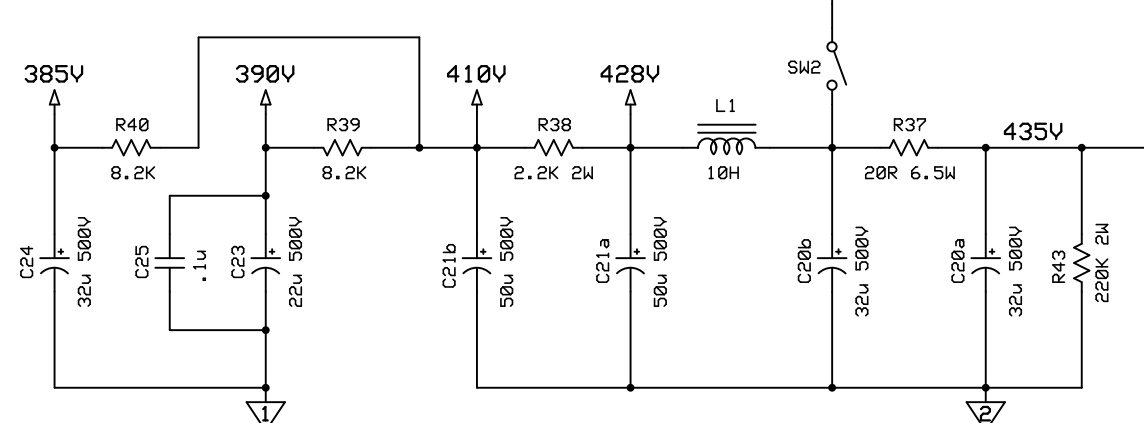 SW2
385V
390V
410V
428V
L1
R40
R39
R38
R37
435V
8.2K
8.2K
2.2K 2W
10H
20R 6.5W
C24
+
32u 500V
C25
.1u
C23
+
22u 500V
C21b
+
50u 500V
C21a
+
50u 500V
C20b
+
32u 500V
C20a
+
32u 500V
R43
220K 2W
1
2